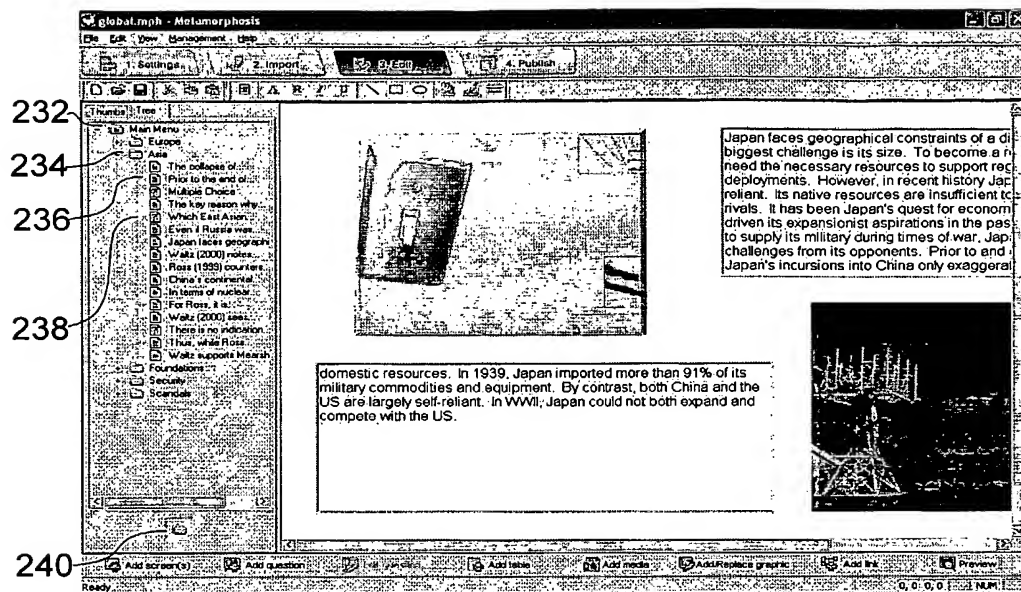 global.mph - Metamorphosis
File Edit View Management Help
1. Settings 2. Import 3. Edit 4. Publish
Thumbs Tree
232
Main Menu
Europe
234
Asia
The collapse of...
236
Prior to the end of...
Multiple Choice
The key reason why...
238
Which East Asian...
Even if Russia was...
Japan faces geographi
Waltz (2000) notes...
Ross (1999) counters...
China's continental...
In terms of nuclear...
For Ross, it is...
Waltz (2000) sees...
There is no indication...
Thus, while Ross...
Waltz supports Mearsh
Foundations
Security
Scandals
Japan faces geographical constraints of a di
biggest challenge is its size. To become a r
need the necessary resources to support reg
deployments. However, in recent history Jap
reliant. Its native resources are insufficient to
rivals. It has been Japan's quest for econom
driven its expansionist aspirations in the pas
to supply its military during times of war, Japa
challenges from its opponents. Prior to and
Japan's incursions into China only exaggerat
domestic resources. In 1939, Japan imported more than 91% of its
military commodities and equipment. By contrast, both China and the
US are largely self-reliant. In WWII, Japan could not both expand and
compete with the US.
240
Add screen(s) Add question Add table Add media Add/Replace graphic Add link Preview
Ready 0, 0, 0, 0 NUM